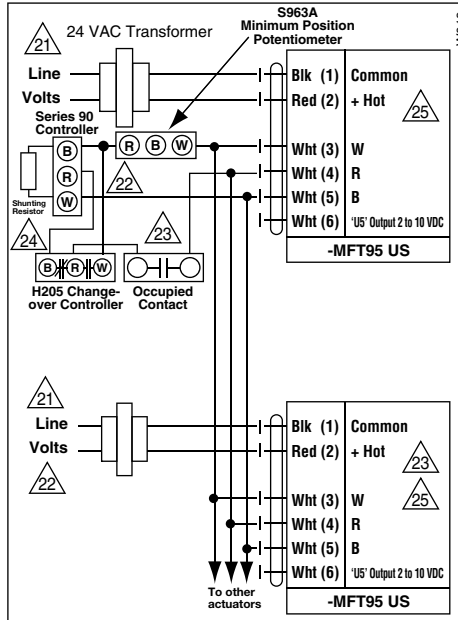 S963A
Minimum Position
Potentiometer
21
24 VAC Transformer
Line
Volts
Blk (1) Common
Red (2) + Hot
25
Series 90
Controller
B
R
W
R B W
22
Wht (3) W
Wht (4) R
Wht (5) B
Wht (6) 'U5' Output 2 to 10 VDC
-MFT95 US
Shunting
Resistor
24
23
B R W
H205 Change-
over Controller
Occupied
Contact
21
Line
Volts
22
Blk (1) Common
Red (2) + Hot
23
25
Wht (3) W
Wht (4) R
Wht (5) B
Wht (6) 'U5' Output 2 to 10 VDC
-MFT95 US
To other
actuators